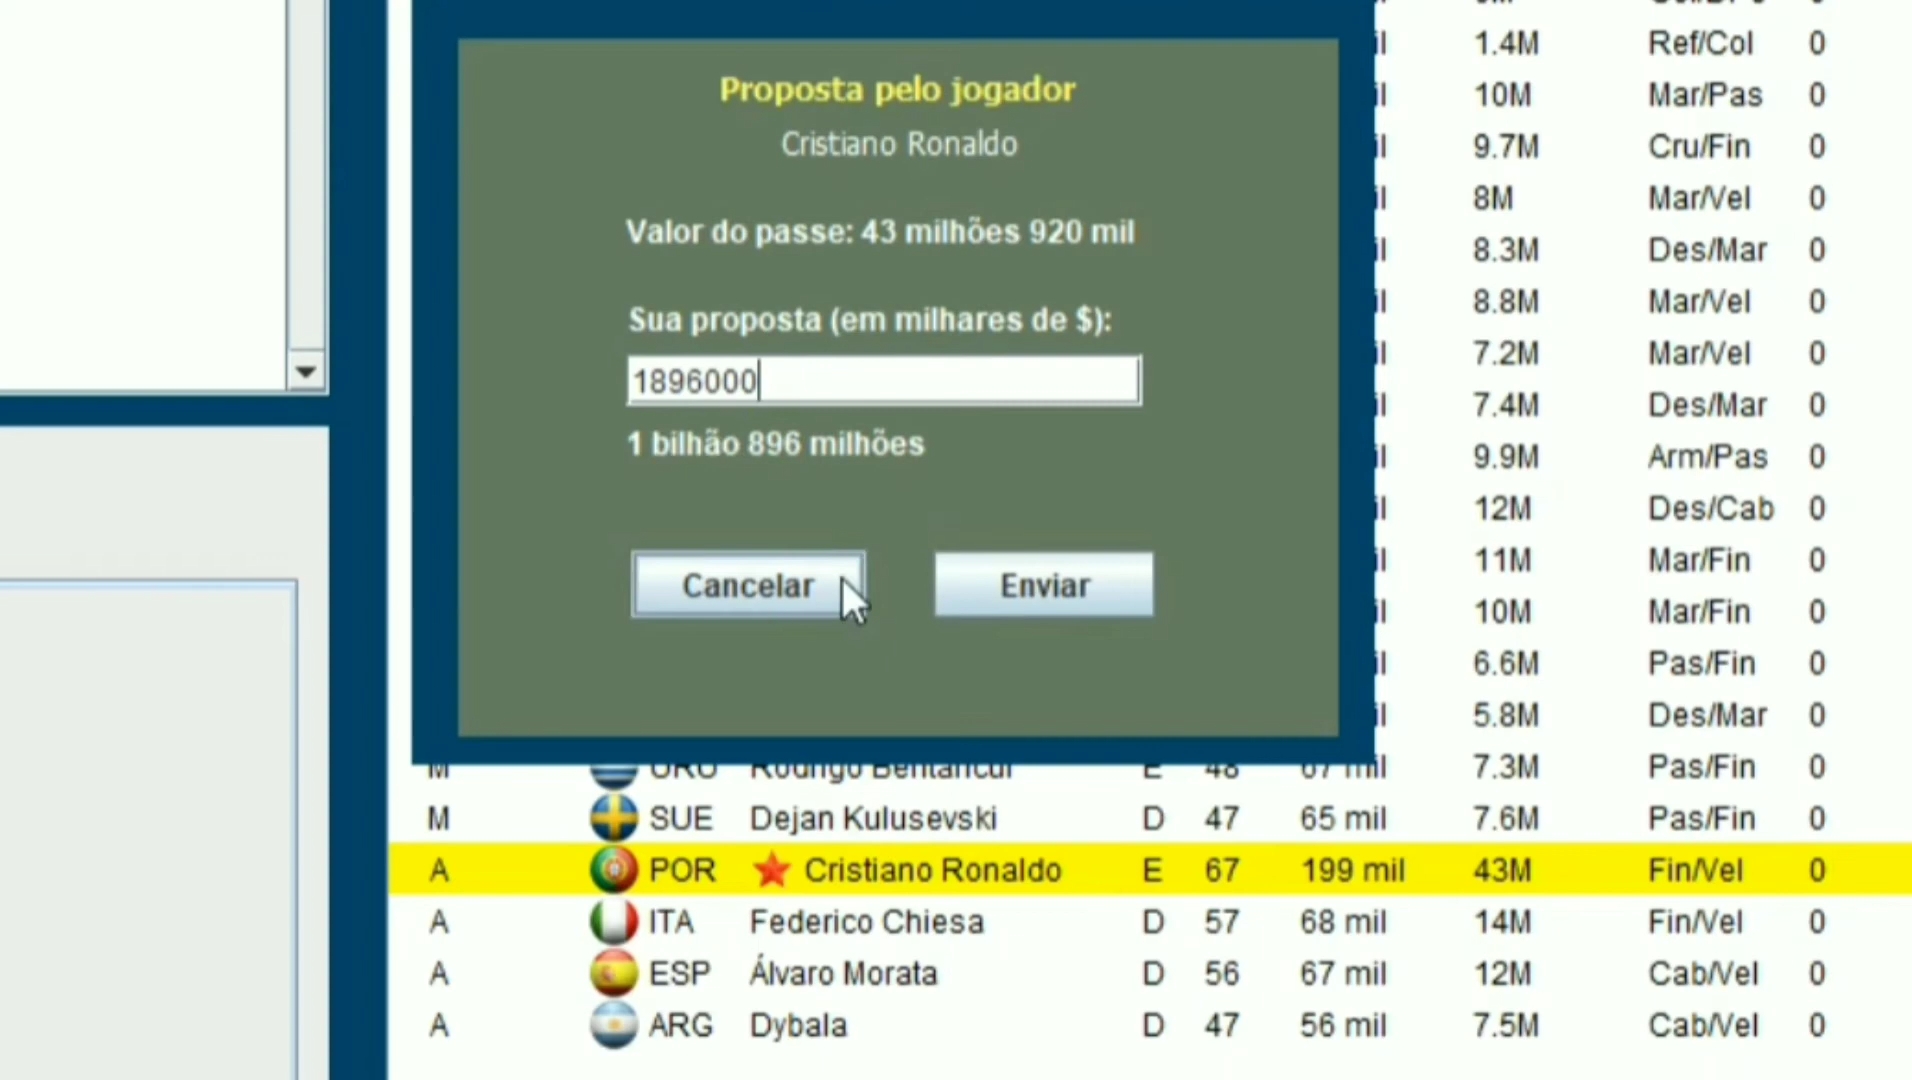 Proposta pelo jogador
Cristiano Ronaldo
Valor do passe: 43 milhões 920 mil
Sua proposta (em milhares de $):
1896000
1 bilhão 896 milhões
Cancelar
Enviar
1.4M Ref/Col 0
10M Mar/Pas 0
9.7M Cru/Fin 0
8M Mar/Vel 0
8.3M Des/Mar 0
8.8M Mar/Vel 0
7.2M Mar/Vel 0
7.4M Des/Mar 0
9.9M Arm/Pas 0
12M Des/Cab 0
11M Mar/Fin 0
10M Mar/Fin 0
6.6M Pas/Fin 0
5.8M Des/Mar 0
M URU Rodrigo Bentancur E 48 67 mil 7.3M Pas/Fin 0
M SUE Dejan Kulusevski D 47 65 mil 7.6M Pas/Fin 0
A POR Cristiano Ronaldo E 67 199 mil 43M Fin/Vel 0
A ITA Federico Chiesa D 57 68 mil 14M Fin/Vel 0
A ESP Álvaro Morata D 56 67 mil 12M Cab/Vel 0
A ARG Dybala D 47 56 mil 7.5M Cab/Vel 0